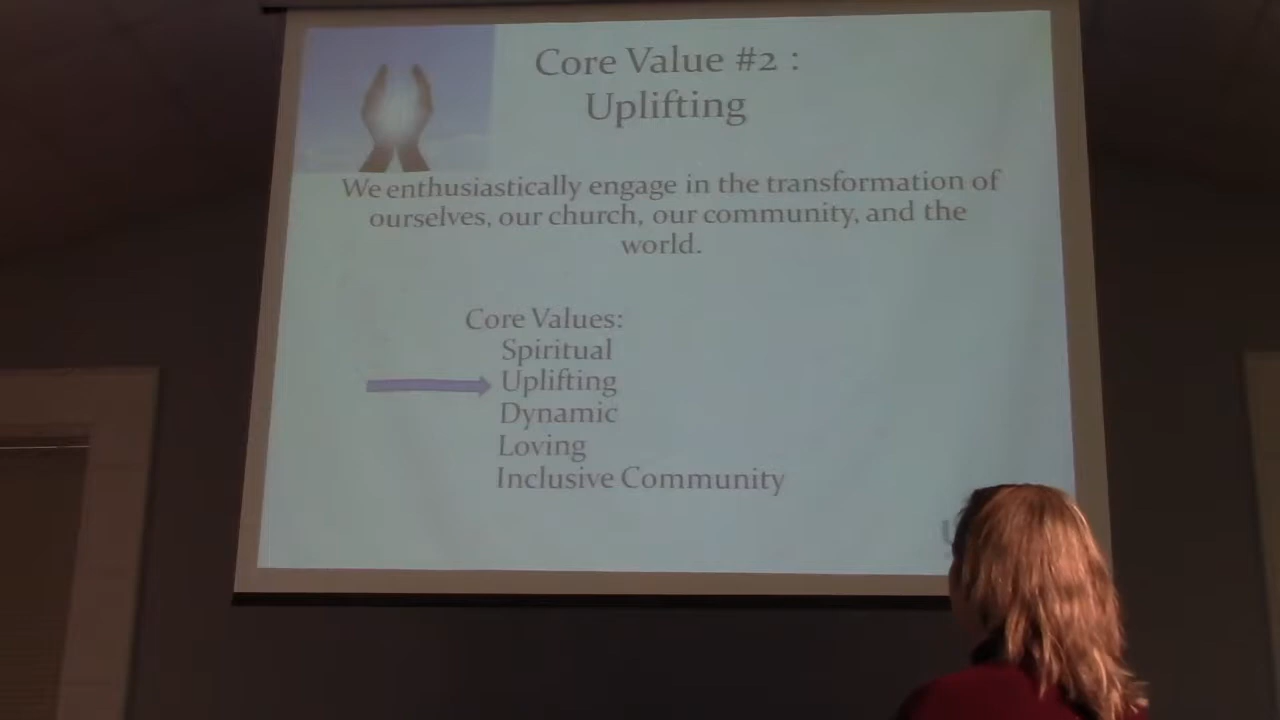 Core Value #2 :
Uplifting
We enthusiastically engage in the transformation of
ourselves, our church, our community, and the
world.
Core Values:
Spiritual
Uplifting
Dynamic
Loving
Inclusive Community